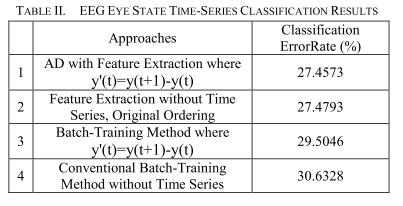 TABLE II. EEG EYE STATE TIME-SERIES CLASSIFICATION RESULTS
Approaches
Classification
ErrorRate (%)
1
AD with Feature Extraction where
y'(t)=y(t+1)-y(t)
27.4573
2
Feature Extraction without Time
Series, Original Ordering
27.4793
3
Batch-Training Method where
y'(t)=y(t+1)-y(t)
29.5046
4
Conventional Batch-Training
Method without Time Series
30.6328